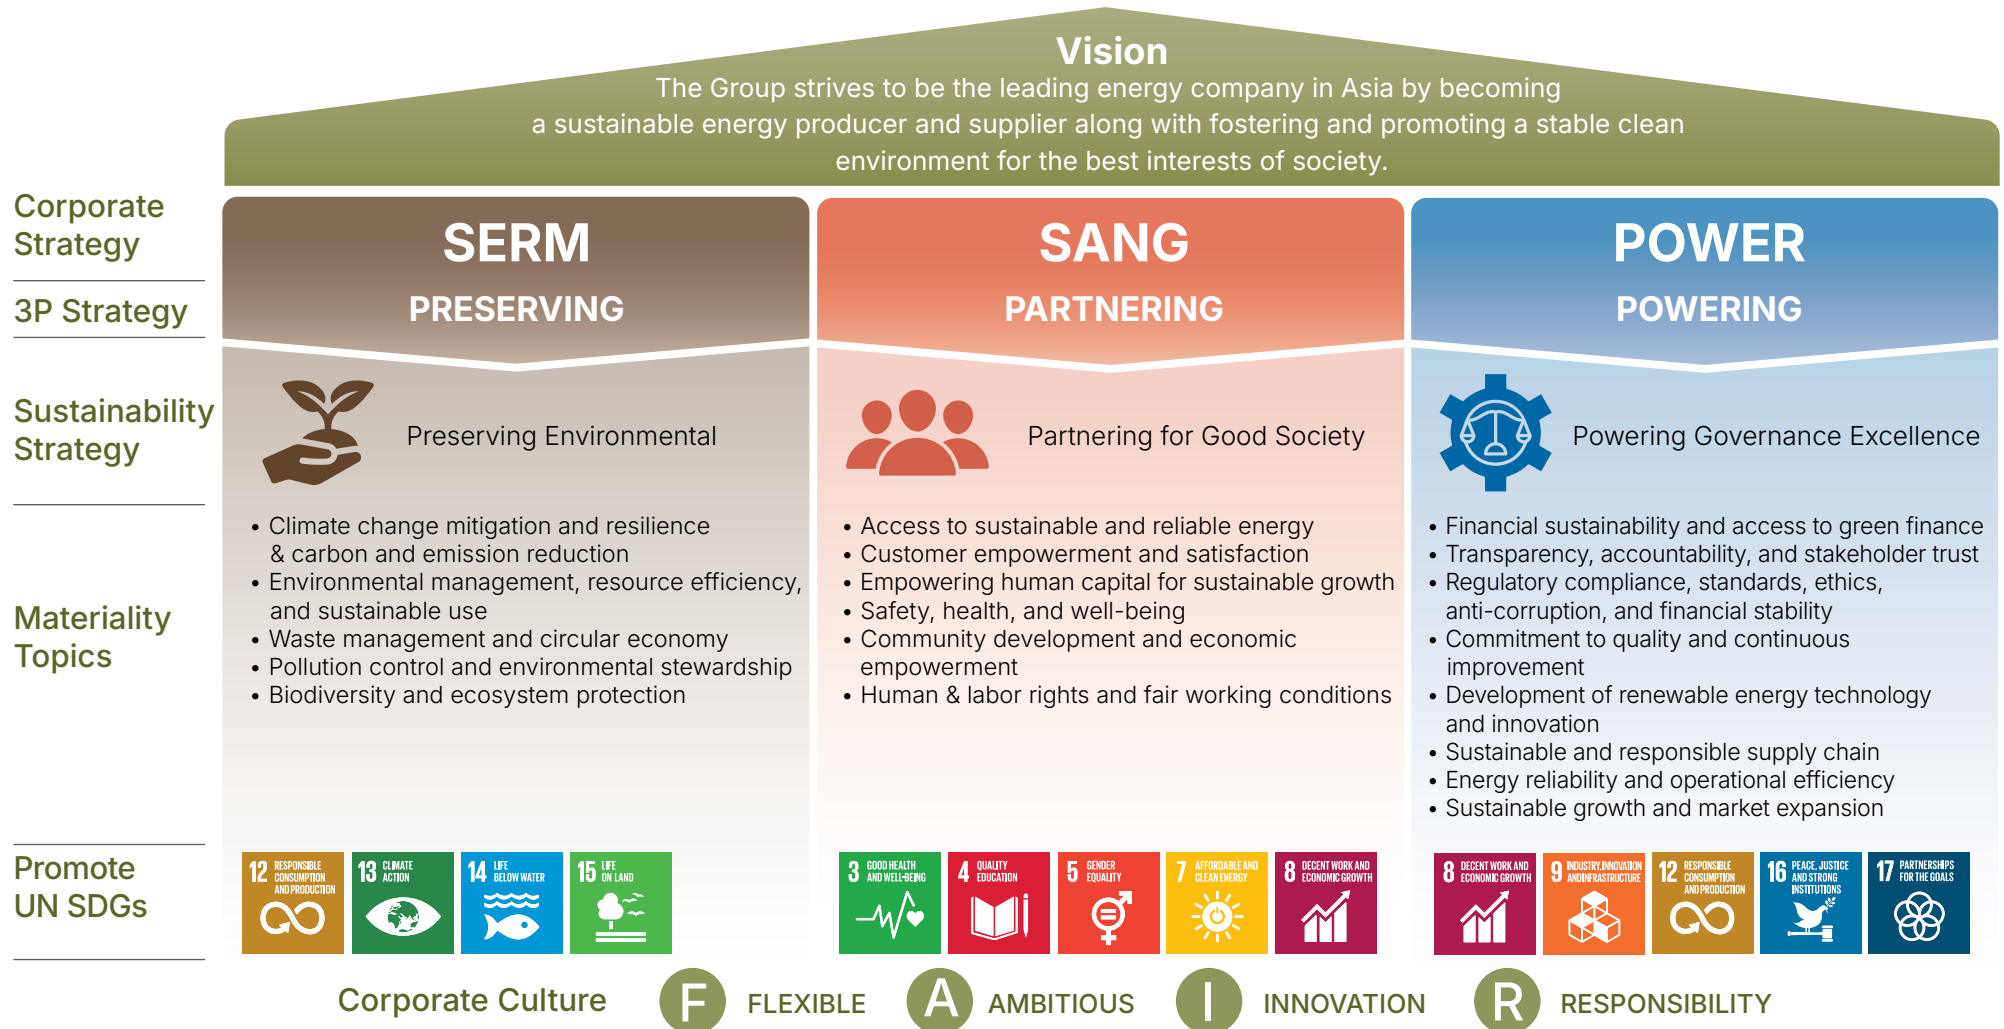 Vision
The Group strives to be the leading energy company in Asia by becoming
a sustainable energy producer and supplier along with fostering and promoting a stable clean
environment for the best interests of society.
Corporate
Strategy
SERM
SANG
POWER
3P Strategy
PRESERVING
PARTNERING
POWERING
Sustainability
Strategy
Preserving Environmental
Partnering for Good Society
Powering Governance Excellence
Materiality
Topics
• Climate change mitigation and resilience
& carbon and emission reduction
• Environmental management, resource efficiency,
and sustainable use
• Waste management and circular economy
• Pollution control and environmental stewardship
• Biodiversity and ecosystem protection
• Access to sustainable and reliable energy
• Customer empowerment and satisfaction
• Empowering human capital for sustainable growth
• Safety, health, and well-being
• Community development and economic
empowerment
• Human & labor rights and fair working conditions
• Financial sustainability and access to green finance
• Transparency, accountability, and stakeholder trust
• Regulatory compliance, standards, ethics,
anti-corruption, and financial stability
• Commitment to quality and continuous
improvement
• Development of renewable energy technology
and innovation
• Sustainable and responsible supply chain
• Energy reliability and operational efficiency
• Sustainable growth and market expansion
Promote
UN SDGs
12 RESPONSIBLE
CONSUMPTION
AND PRODUCTION
13 CLIMATE
ACTION
14 LIFE
BELOW WATER
15 LIFE
ON LAND
3 GOOD HEALTH
AND WELL-BEING
4 QUALITY
EDUCATION
5 GENDER
EQUALITY
7 AFFORDABLE AND
CLEAN ENERGY
8 DECENT WORK AND
ECONOMIC GROWTH
8 DECENT WORK AND
ECONOMIC GROWTH
9 INDUSTRY, INNOVATION
AND INFRASTRUCTURE
12 RESPONSIBLE
CONSUMPTION
AND PRODUCTION
16 PEACE, JUSTICE
AND STRONG
INSTITUTIONS
17 PARTNERSHIPS
FOR THE GOALS
Corporate Culture
F FLEXIBLE
A AMBITIOUS
I INNOVATION
R RESPONSIBILITY